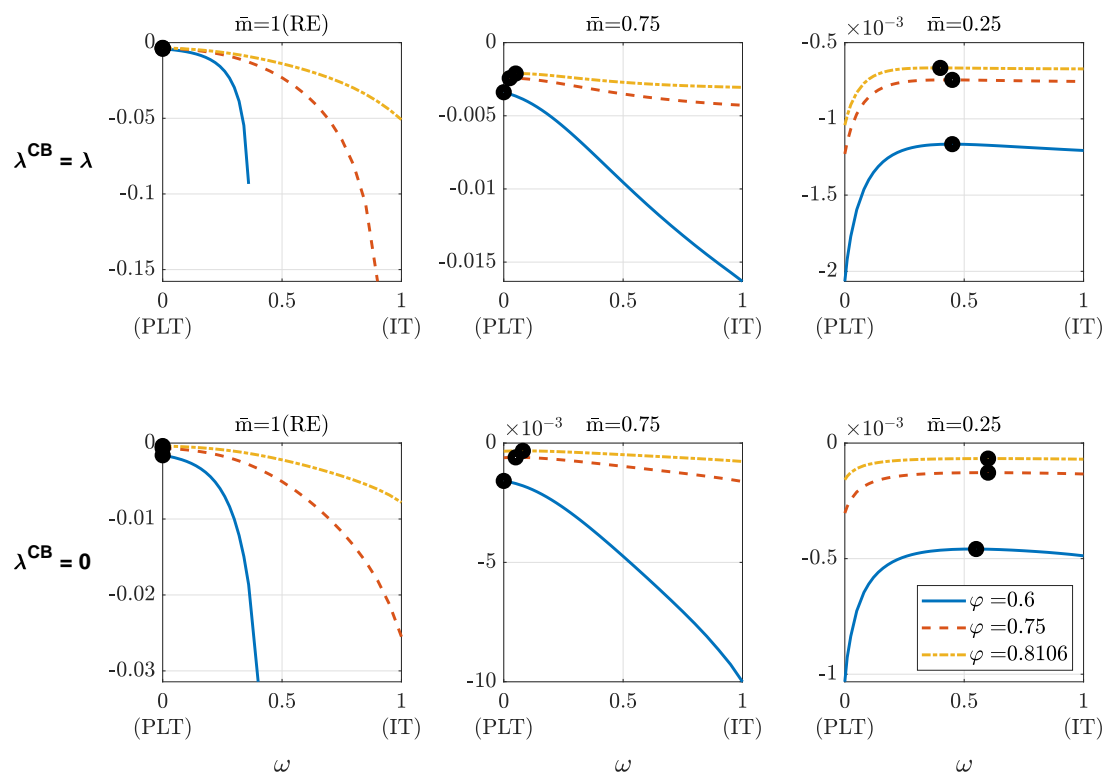 m̄=1(RE)
0
-0.05
-0.1
-0.15
0
0.5
1
(PLT)
(IT)
m̄=0.75
0
-0.005
-0.01
-0.015
0
0.5
1
(PLT)
(IT)
×10⁻³
m̄=0.25
-0.5
-1
-1.5
-2
0
0.5
1
(PLT)
(IT)
λ^CB = λ
m̄=1(RE)
0
-0.01
-0.02
-0.03
0
0.5
1
(PLT)
(IT)
ω
×10⁻³
m̄=0.75
0
-5
-10
0
0.5
1
(PLT)
(IT)
ω
×10⁻³
m̄=0.25
0
-0.5
-1
0
0.5
1
(PLT)
(IT)
ω
λ^CB = 0
φ =0.6
φ =0.75
φ =0.8106